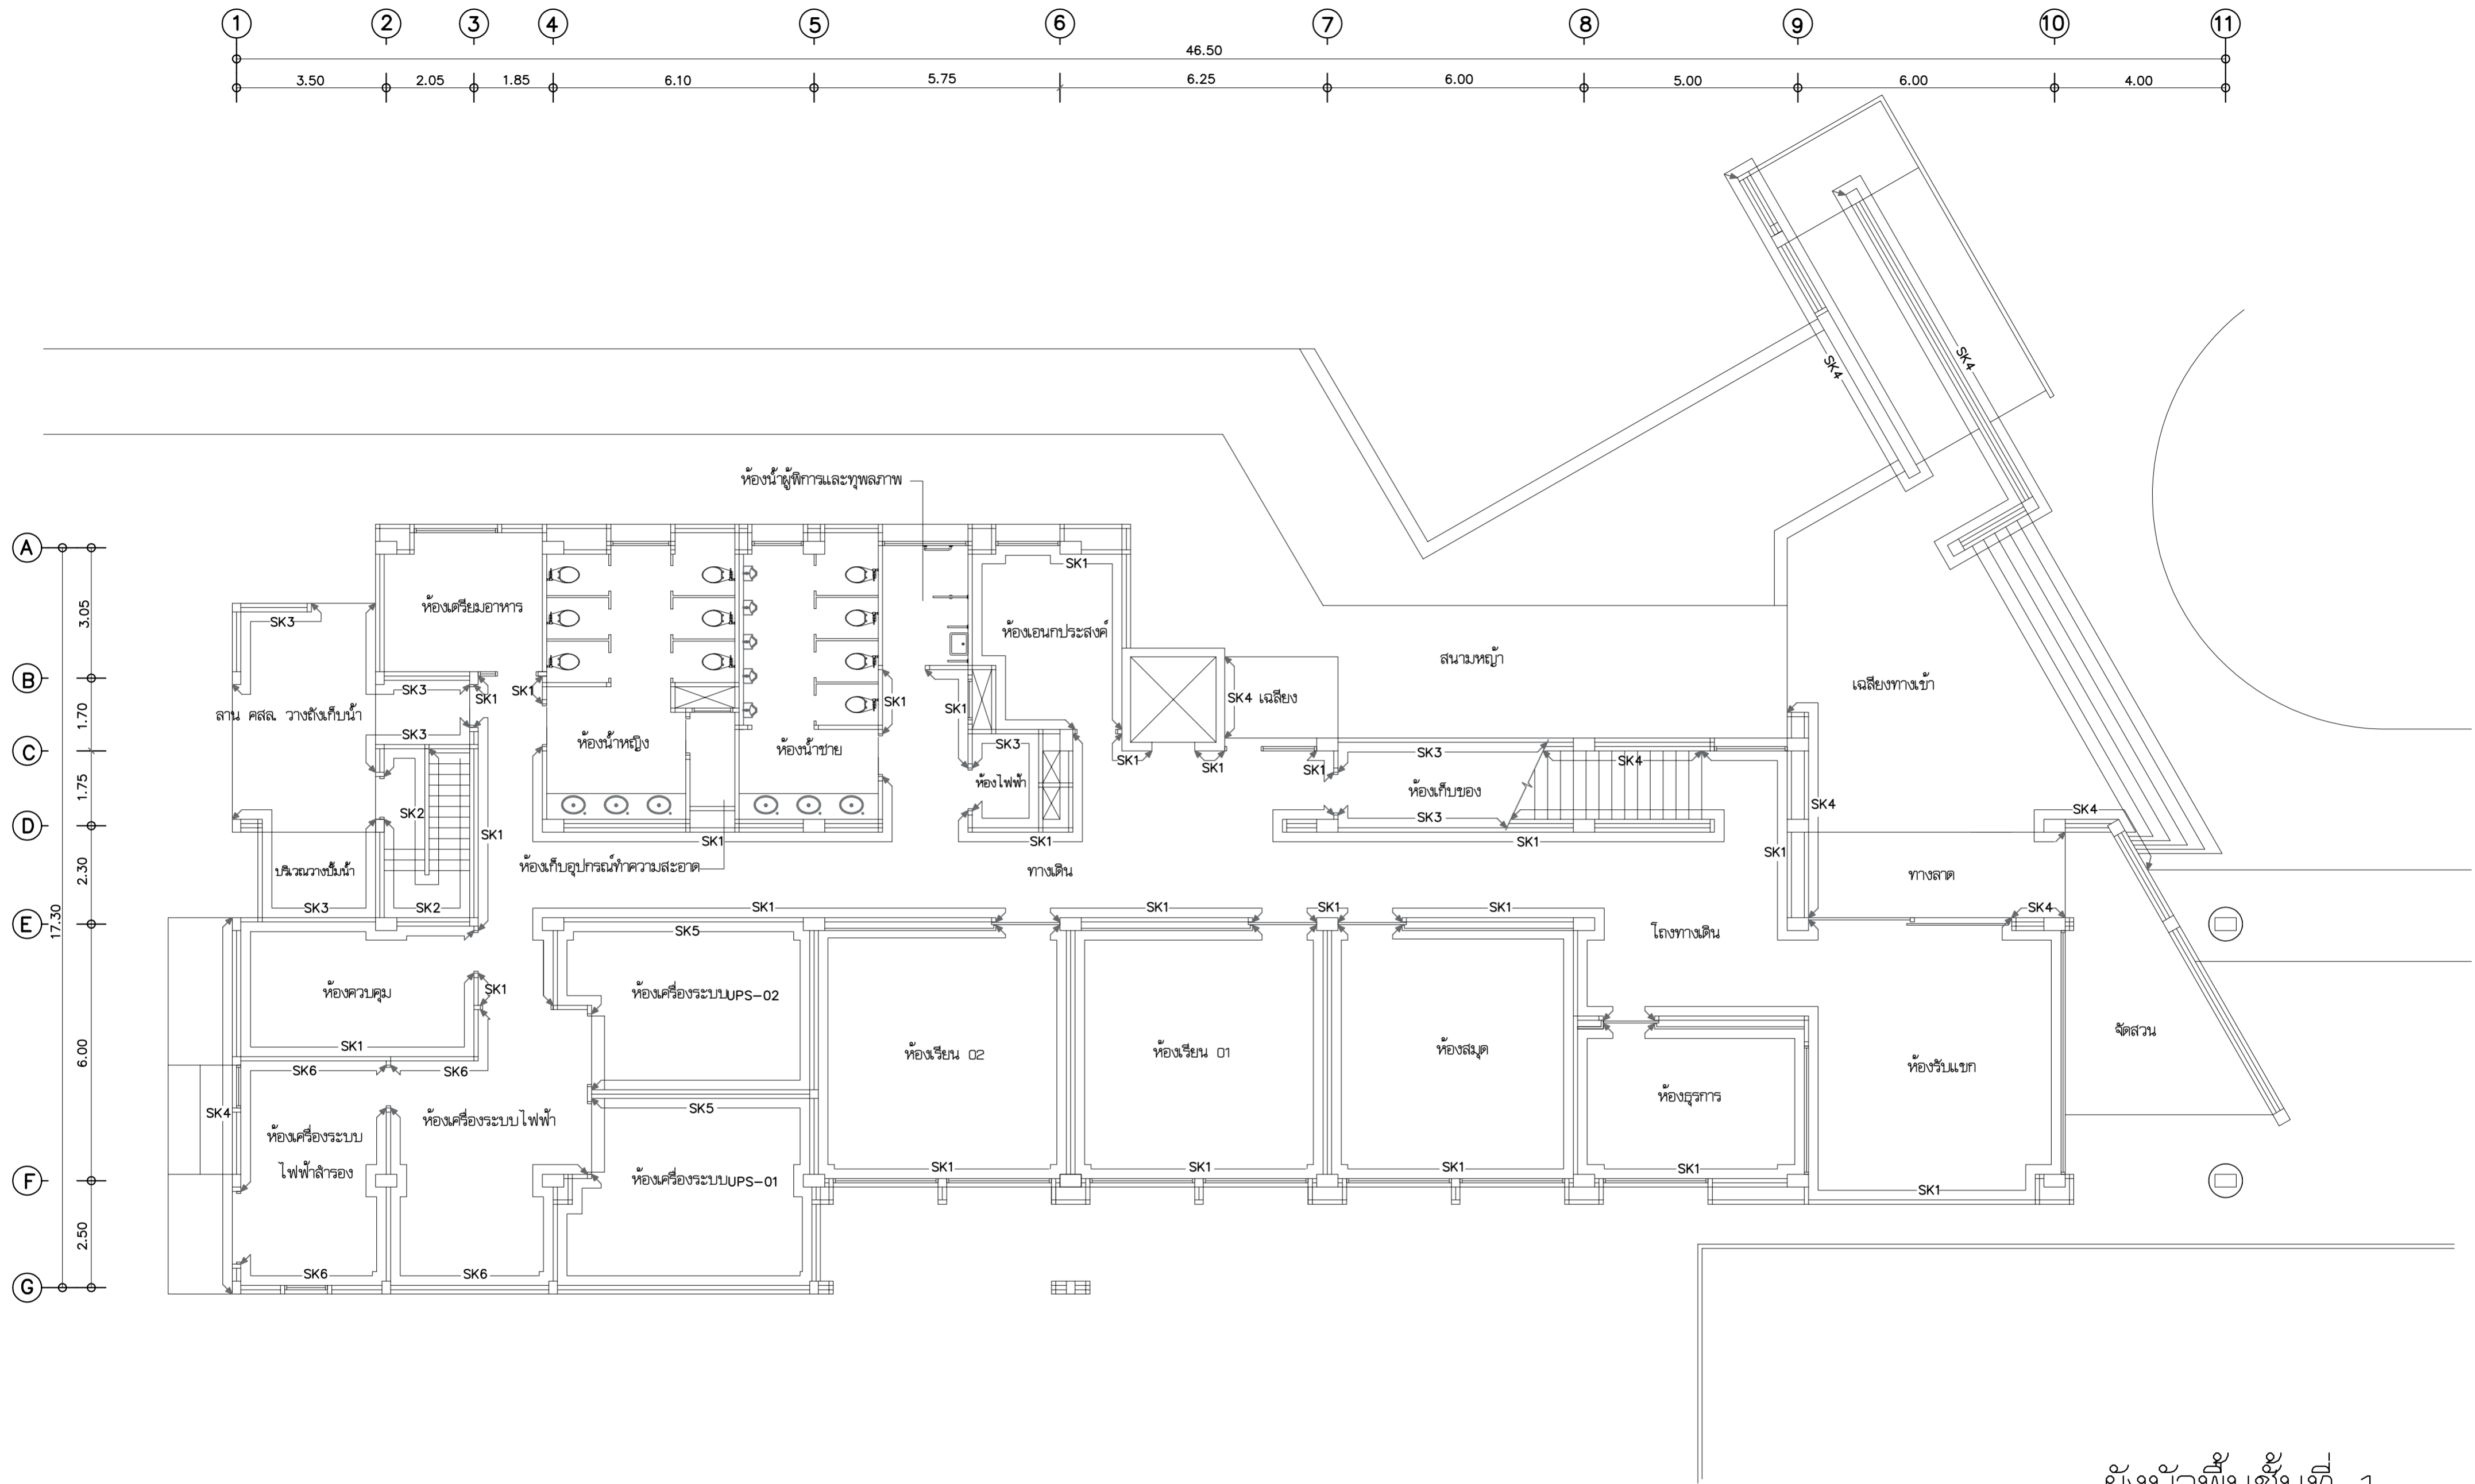 1 2 3 4 5 6 7 8 9 10 11
46.50
3.50 2.05 1.85 6.10 5.75 6.25 6.00 5.00 6.00 4.00
SK4
SK4
ห้องน้ำผู้พิการและทุพลภาพ
A
SK1
3.05
ห้องเตรียมอาหาร
SK3
ห้องเอนกประสงค์
สนามหญ้า
B
SK3 SK1 SK1 SK1 SK1 SK4 เฉลียง
เฉลียงทางเข้า
1.70
ลาน คสล. วางถังเก็บน้ำ
SK3
ห้องน้ำหญิง
ห้องน้ำชาย
SK3
SK3
C
SK1 SK1 SK1 SK4
1.75
ห้องไฟฟ้า
ห้องเก็บของ
SK2
SK4
SK4
D
SK3
SK1
SK1 SK1 SK1
SK1
2.30
บริเวณวางปั๊มน้ำ
ห้องเก็บอุปกรณ์ทำความสะอาด
ทางเดิน
ทางลาด
SK3 SK2 SK1 SK1 SK1 SK1 SK4
E
17.30
SK5
โถงทางเดิน
ห้องควบคุม
SK1
ห้องเครื่องระบบUPS-02
SK1
ห้องเรียน 02
ห้องเรียน 01
ห้องสมุด
จัดสวน
6.00
SK6 SK6
ห้องรับแขก
SK4
SK5
ห้องธุรการ
ห้องเครื่องระบบไฟฟ้า
ห้องเครื่องระบบ
ไฟฟ้าสำรอง
SK1 SK1 SK1 SK1
F
ห้องเครื่องระบบUPS-01
SK1
2.50
SK6 SK6
G